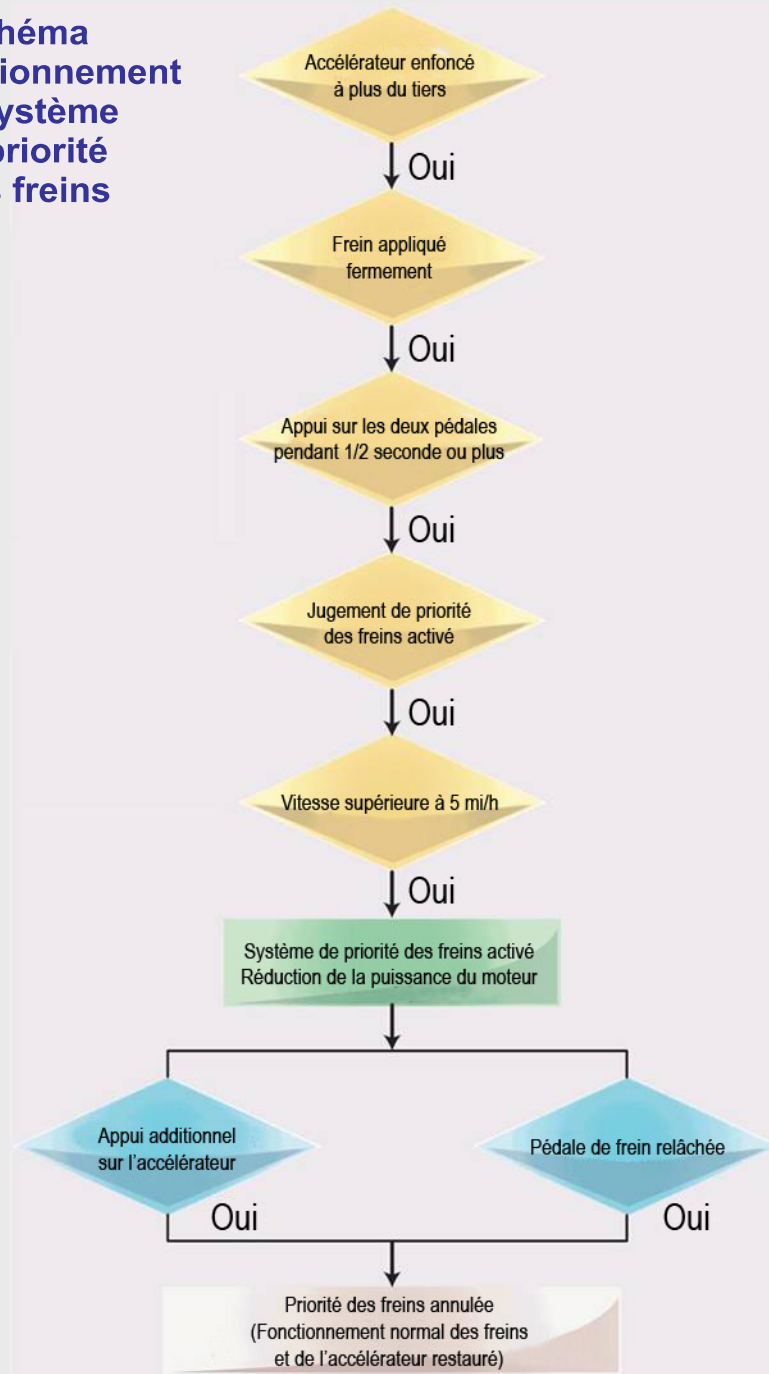 héma
ionnement
ystème
priorité
freins
Accélérateur enfoncé
à plus du tiers
Oui
Frein appliqué
fermement
Oui
Appui sur les deux pédales
pendant 1/2 seconde ou plus
Oui
Jugement de priorité
des freins activé
Oui
Vitesse supérieure à 5 mi/h
Oui
Système de priorité des freins activé
Réduction de la puissance du moteur
Appui additionnel
sur l’accélérateur
Pédale de frein relâchée
Oui
Oui
Priorité des freins annulée
(Fonctionnement normal des freins
et de l’accélérateur restauré)